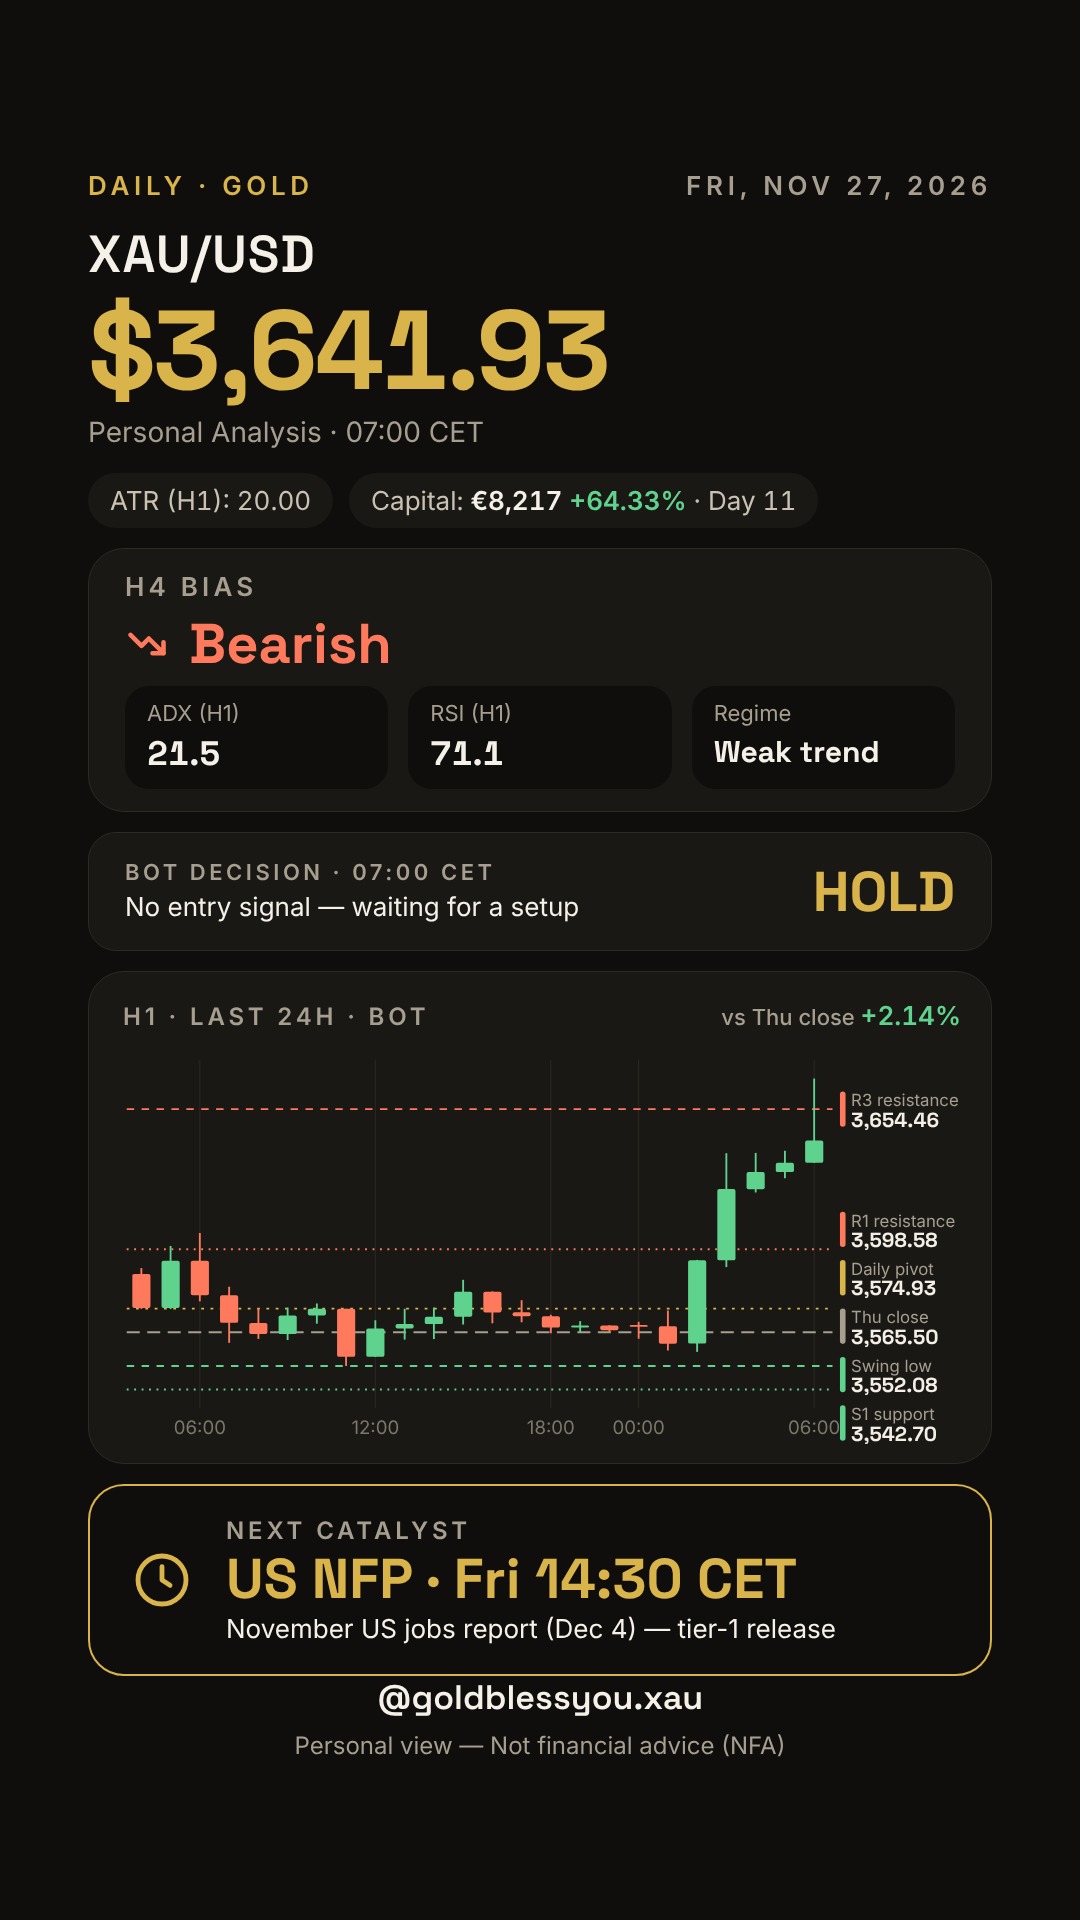 DAILY · GOLD
FRI, NOV 27, 2026
XAU/USD
$3,641.93
Personal Analysis · 07:00 CET
ATR (H1): 20.00
Capital: €8,217 +64.33% · Day 11
H4 BIAS
Bearish
ADX (H1)
21.5
RSI (H1)
71.1
Regime
Weak trend
BOT DECISION · 07:00 CET
No entry signal — waiting for a setup
HOLD
H1 · LAST 24H · BOT
vs Thu close +2.14%
R3 resistance
3,654.46
R1 resistance
3,598.58
Daily pivot
3,574.93
Thu close
3,565.50
Swing low
3,552.08
S1 support
3,542.70
06:00
12:00
18:00
00:00
06:00
NEXT CATALYST
US NFP · Fri 14:30 CET
November US jobs report (Dec 4) — tier-1 release
@goldblessyou.xau
Personal view — Not financial advice (NFA)